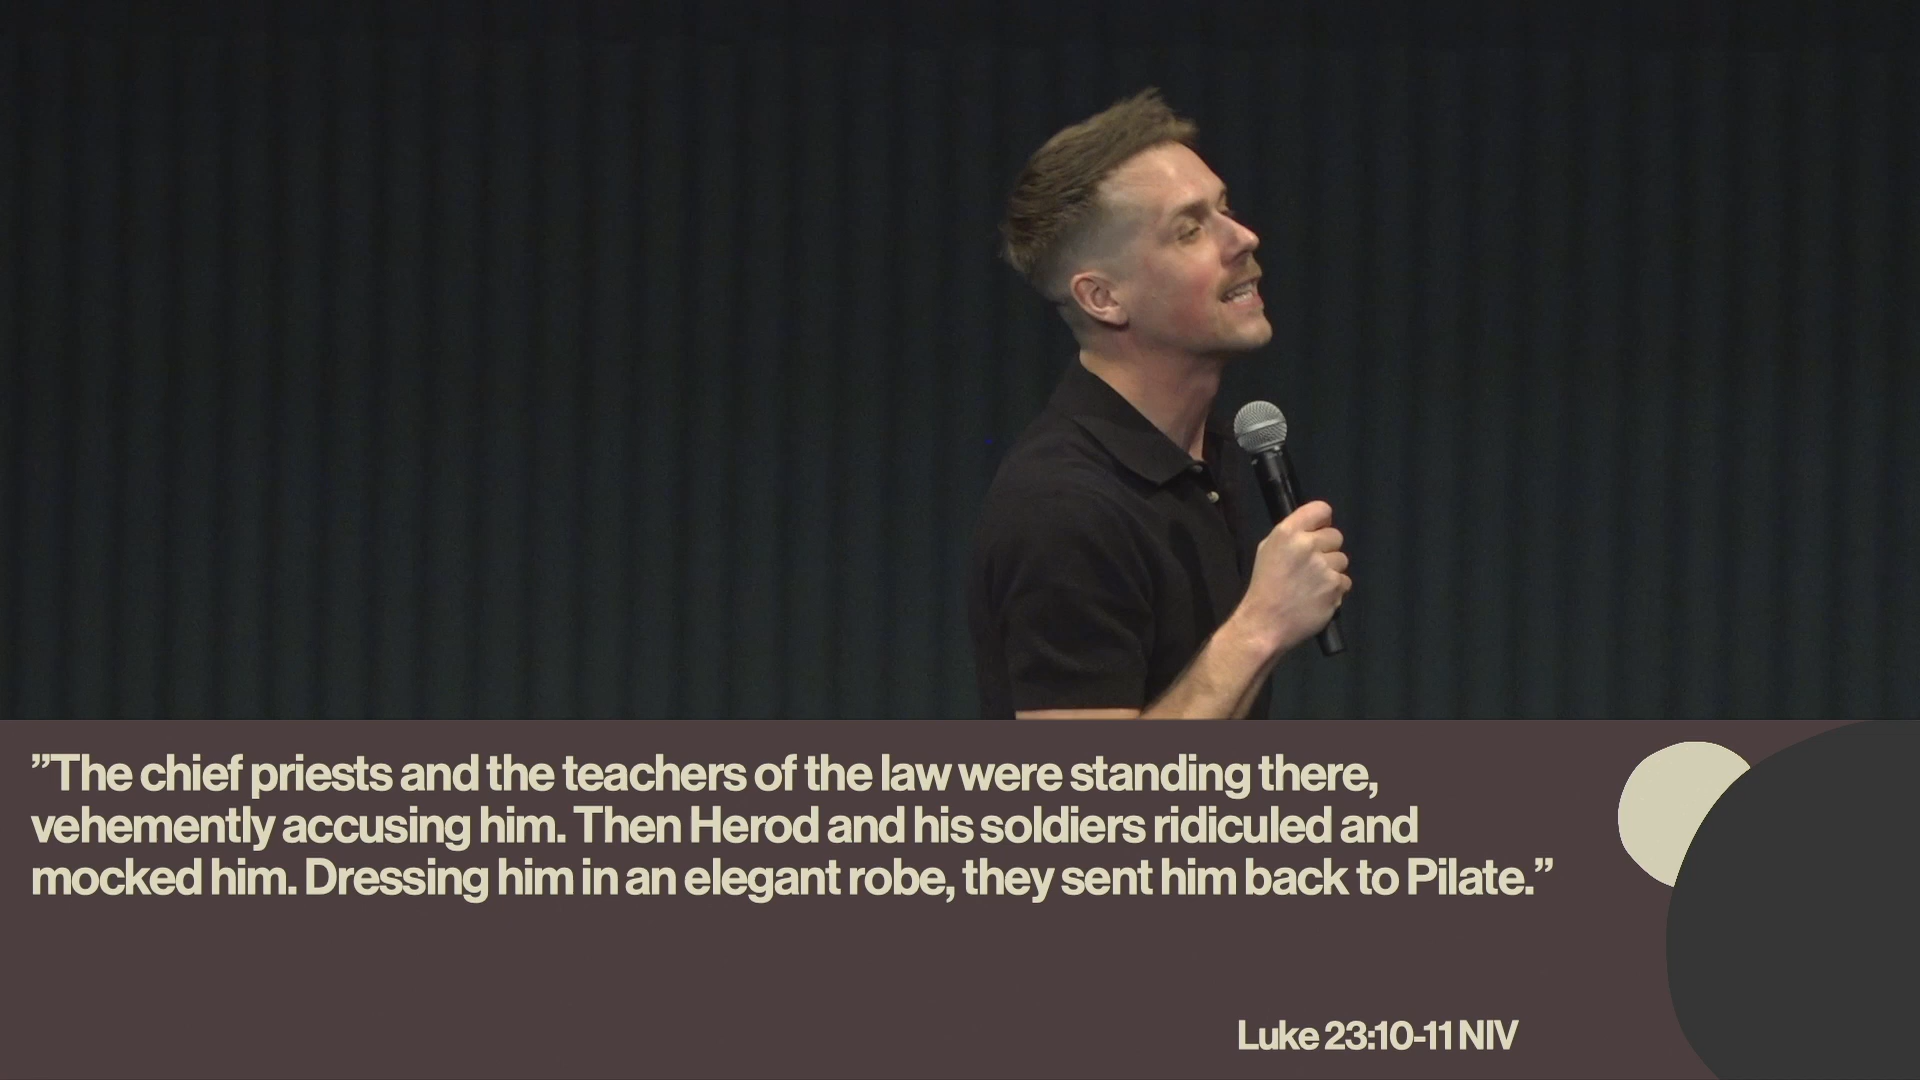 ”The chief priests and the teachers of the law were standing there,
vehemently accusing him. Then Herod and his soldiers ridiculed and
mocked him. Dressing him in an elegant robe, they sent him back to Pilate.”
Luke 23:10-11 NIV